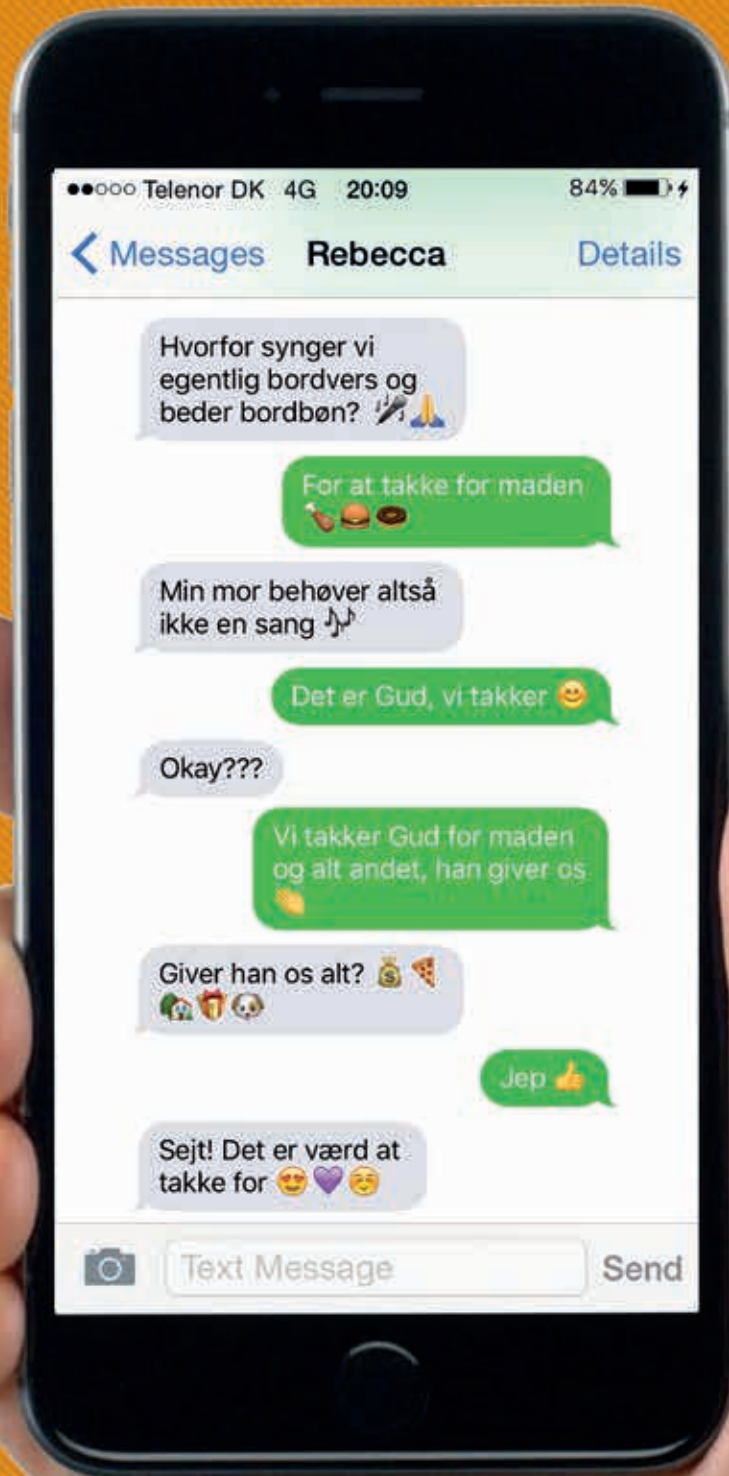 ●●○○○ Telenor DK 4G 20:09 84%
Messages Rebecca Details
Hvorfor synger vi
egentlig bordvers og
beder bordbøn? 🎤🙏
For at takke for maden
🍗🍔🍩
Min mor behøver altså
ikke en sang 🎶
Det er Gud, vi takker 😊
Okay???
Vi takker Gud for maden
og alt andet, han giver os
👏
Giver han os alt? 💰🍕
🏡🎁🐶
Jep 👍
Sejt! Det er værd at
takke for 😍💜☺️
Text Message Send